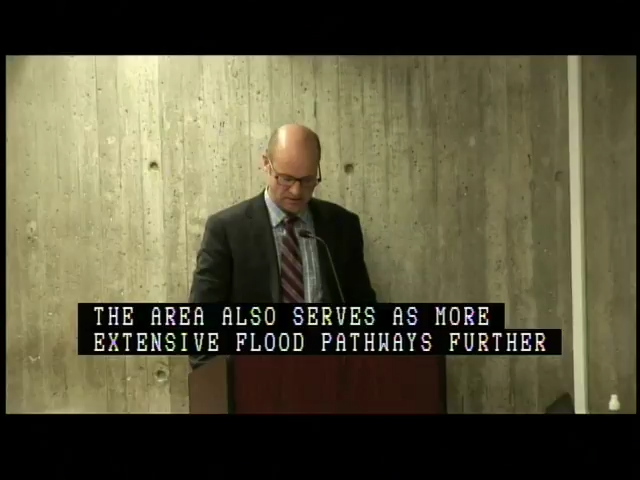 THE AREA ALSO SERVES AS MORE
EXTENSIVE FLOOD PATHWAYS FURTHER